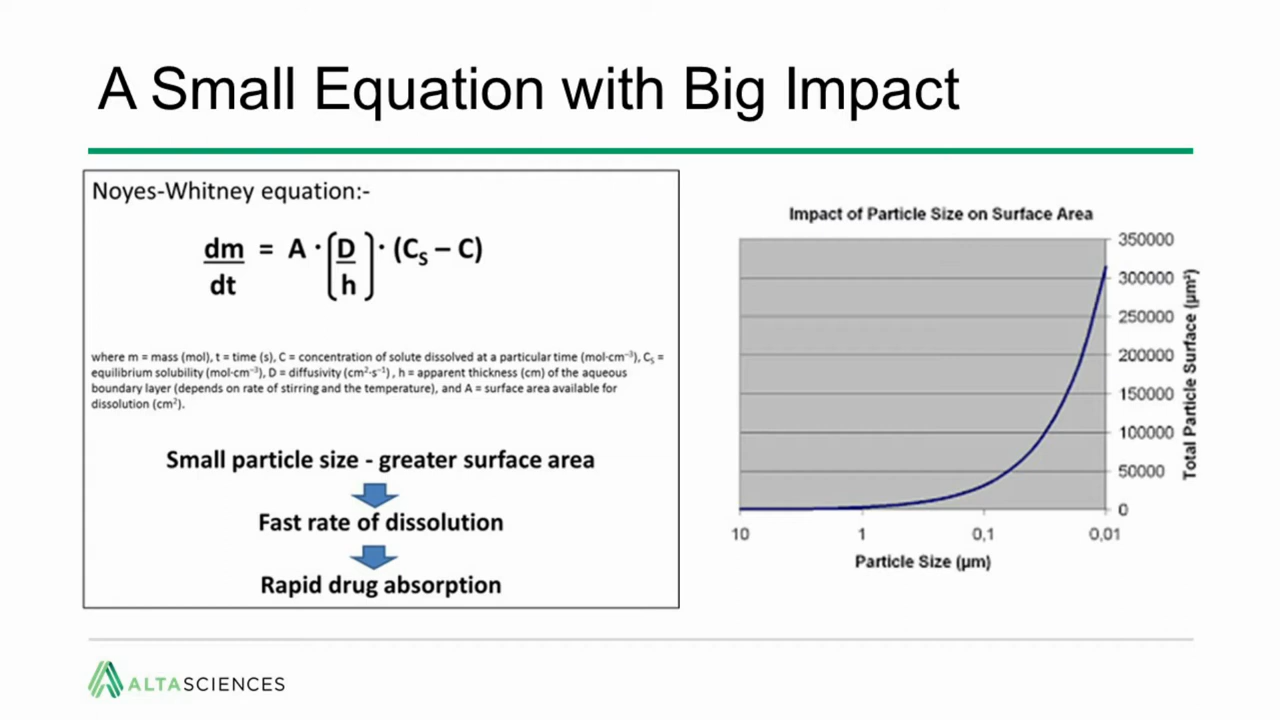 A Small Equation with Big Impact
Noyes-Whitney equation:-
dm = A · (D) · (Cₛ – C)
dt h
where m = mass (mol), t = time (s), C = concentration of solute dissolved at a particular time (mol·cm⁻³), Cₛ =
equilibrium solubility (mol·cm⁻³), D = diffusivity (cm²·s⁻¹) , h = apparent thickness (cm) of the aqueous
boundary layer (depends on rate of stirring and the temperature), and A = surface area available for
dissolution (cm²).
Small particle size - greater surface area
Fast rate of dissolution
Rapid drug absorption
Impact of Particle Size on Surface Area
350000
300000
250000
200000
150000
100000
50000
0
Total Particle Surface (µm²)
10 1 0,1 0,01
Particle Size (µm)
ALTASCIENCES